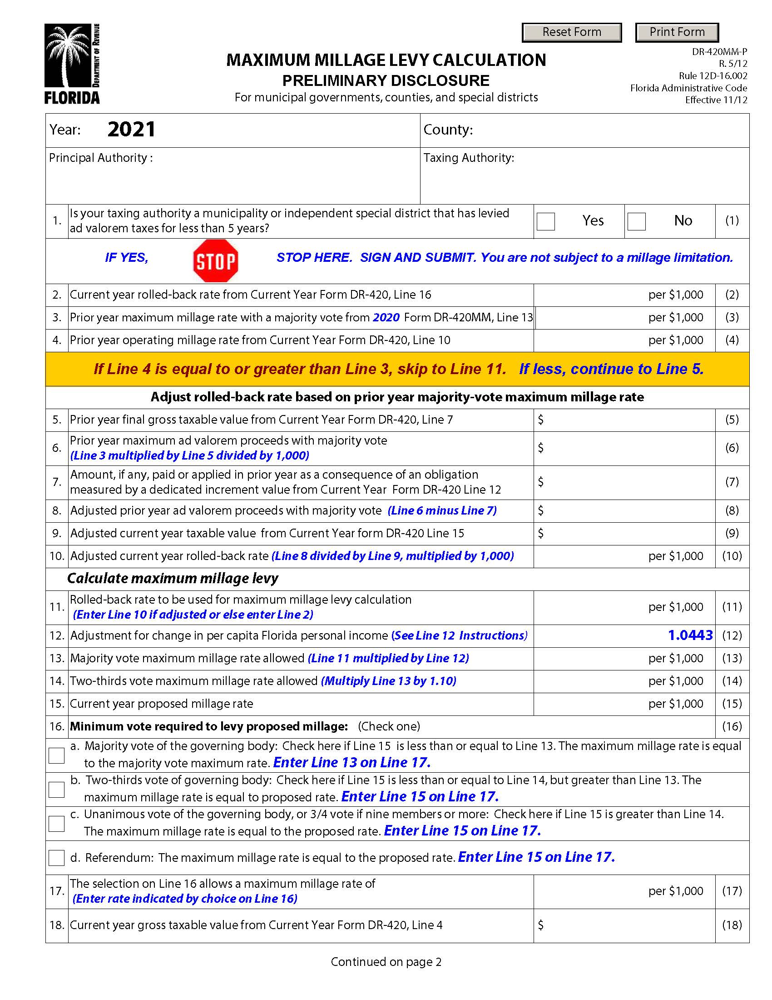 Reset Form
Print Form
DEPARTMENT OF REVENUE
FLORIDA
MAXIMUM MILLAGE LEVY CALCULATION
PRELIMINARY DISCLOSURE
For municipal governments, counties, and special districts
DR-420MM-P
R. 5/12
Rule 12D-16.002
Florida Administrative Code
Effective 11/12
Year: 2021
County:
Principal Authority :
Taxing Authority:
1. Is your taxing authority a municipality or independent special district that has levied
ad valorem taxes for less than 5 years?
Yes No (1)
IF YES, STOP STOP HERE. SIGN AND SUBMIT. You are not subject to a millage limitation.
2. Current year rolled-back rate from Current Year Form DR-420, Line 16 per $1,000 (2)
3. Prior year maximum millage rate with a majority vote from 2020 Form DR-420MM, Line 13 per $1,000 (3)
4. Prior year operating millage rate from Current Year Form DR-420, Line 10 per $1,000 (4)
If Line 4 is equal to or greater than Line 3, skip to Line 11. If less, continue to Line 5.
Adjust rolled-back rate based on prior year majority-vote maximum millage rate
5. Prior year final gross taxable value from Current Year Form DR-420, Line 7 $ (5)
6. Prior year maximum ad valorem proceeds with majority vote
(Line 3 multiplied by Line 5 divided by 1,000) $ (6)
7. Amount, if any, paid or applied in prior year as a consequence of an obligation
measured by a dedicated increment value from Current Year Form DR-420 Line 12 $ (7)
8. Adjusted prior year ad valorem proceeds with majority vote (Line 6 minus Line 7) $ (8)
9. Adjusted current year taxable value from Current Year form DR-420 Line 15 $ (9)
10. Adjusted current year rolled-back rate (Line 8 divided by Line 9, multiplied by 1,000) per $1,000 (10)
Calculate maximum millage levy
11. Rolled-back rate to be used for maximum millage levy calculation
(Enter Line 10 if adjusted or else enter Line 2) per $1,000 (11)
12. Adjustment for change in per capita Florida personal income (See Line 12 Instructions) 1.0443 (12)
13. Majority vote maximum millage rate allowed (Line 11 multiplied by Line 12) per $1,000 (13)
14. Two-thirds vote maximum millage rate allowed (Multiply Line 13 by 1.10) per $1,000 (14)
15. Current year proposed millage rate per $1,000 (15)
16. Minimum vote required to levy proposed millage: (Check one) (16)
a. Majority vote of the governing body: Check here if Line 15 is less than or equal to Line 13. The maximum millage rate is equal
to the majority vote maximum rate. Enter Line 13 on Line 17.
b. Two-thirds vote of governing body: Check here if Line 15 is less than or equal to Line 14, but greater than Line 13. The
maximum millage rate is equal to proposed rate. Enter Line 15 on Line 17.
c. Unanimous vote of the governing body, or 3/4 vote if nine members or more: Check here if Line 15 is greater than Line 14.
The maximum millage rate is equal to the proposed rate. Enter Line 15 on Line 17.
d. Referendum: The maximum millage rate is equal to the proposed rate. Enter Line 15 on Line 17.
17. The selection on Line 16 allows a maximum millage rate of
(Enter rate indicated by choice on Line 16) per $1,000 (17)
18. Current year gross taxable value from Current Year Form DR-420, Line 4 $ (18)
Continued on page 2